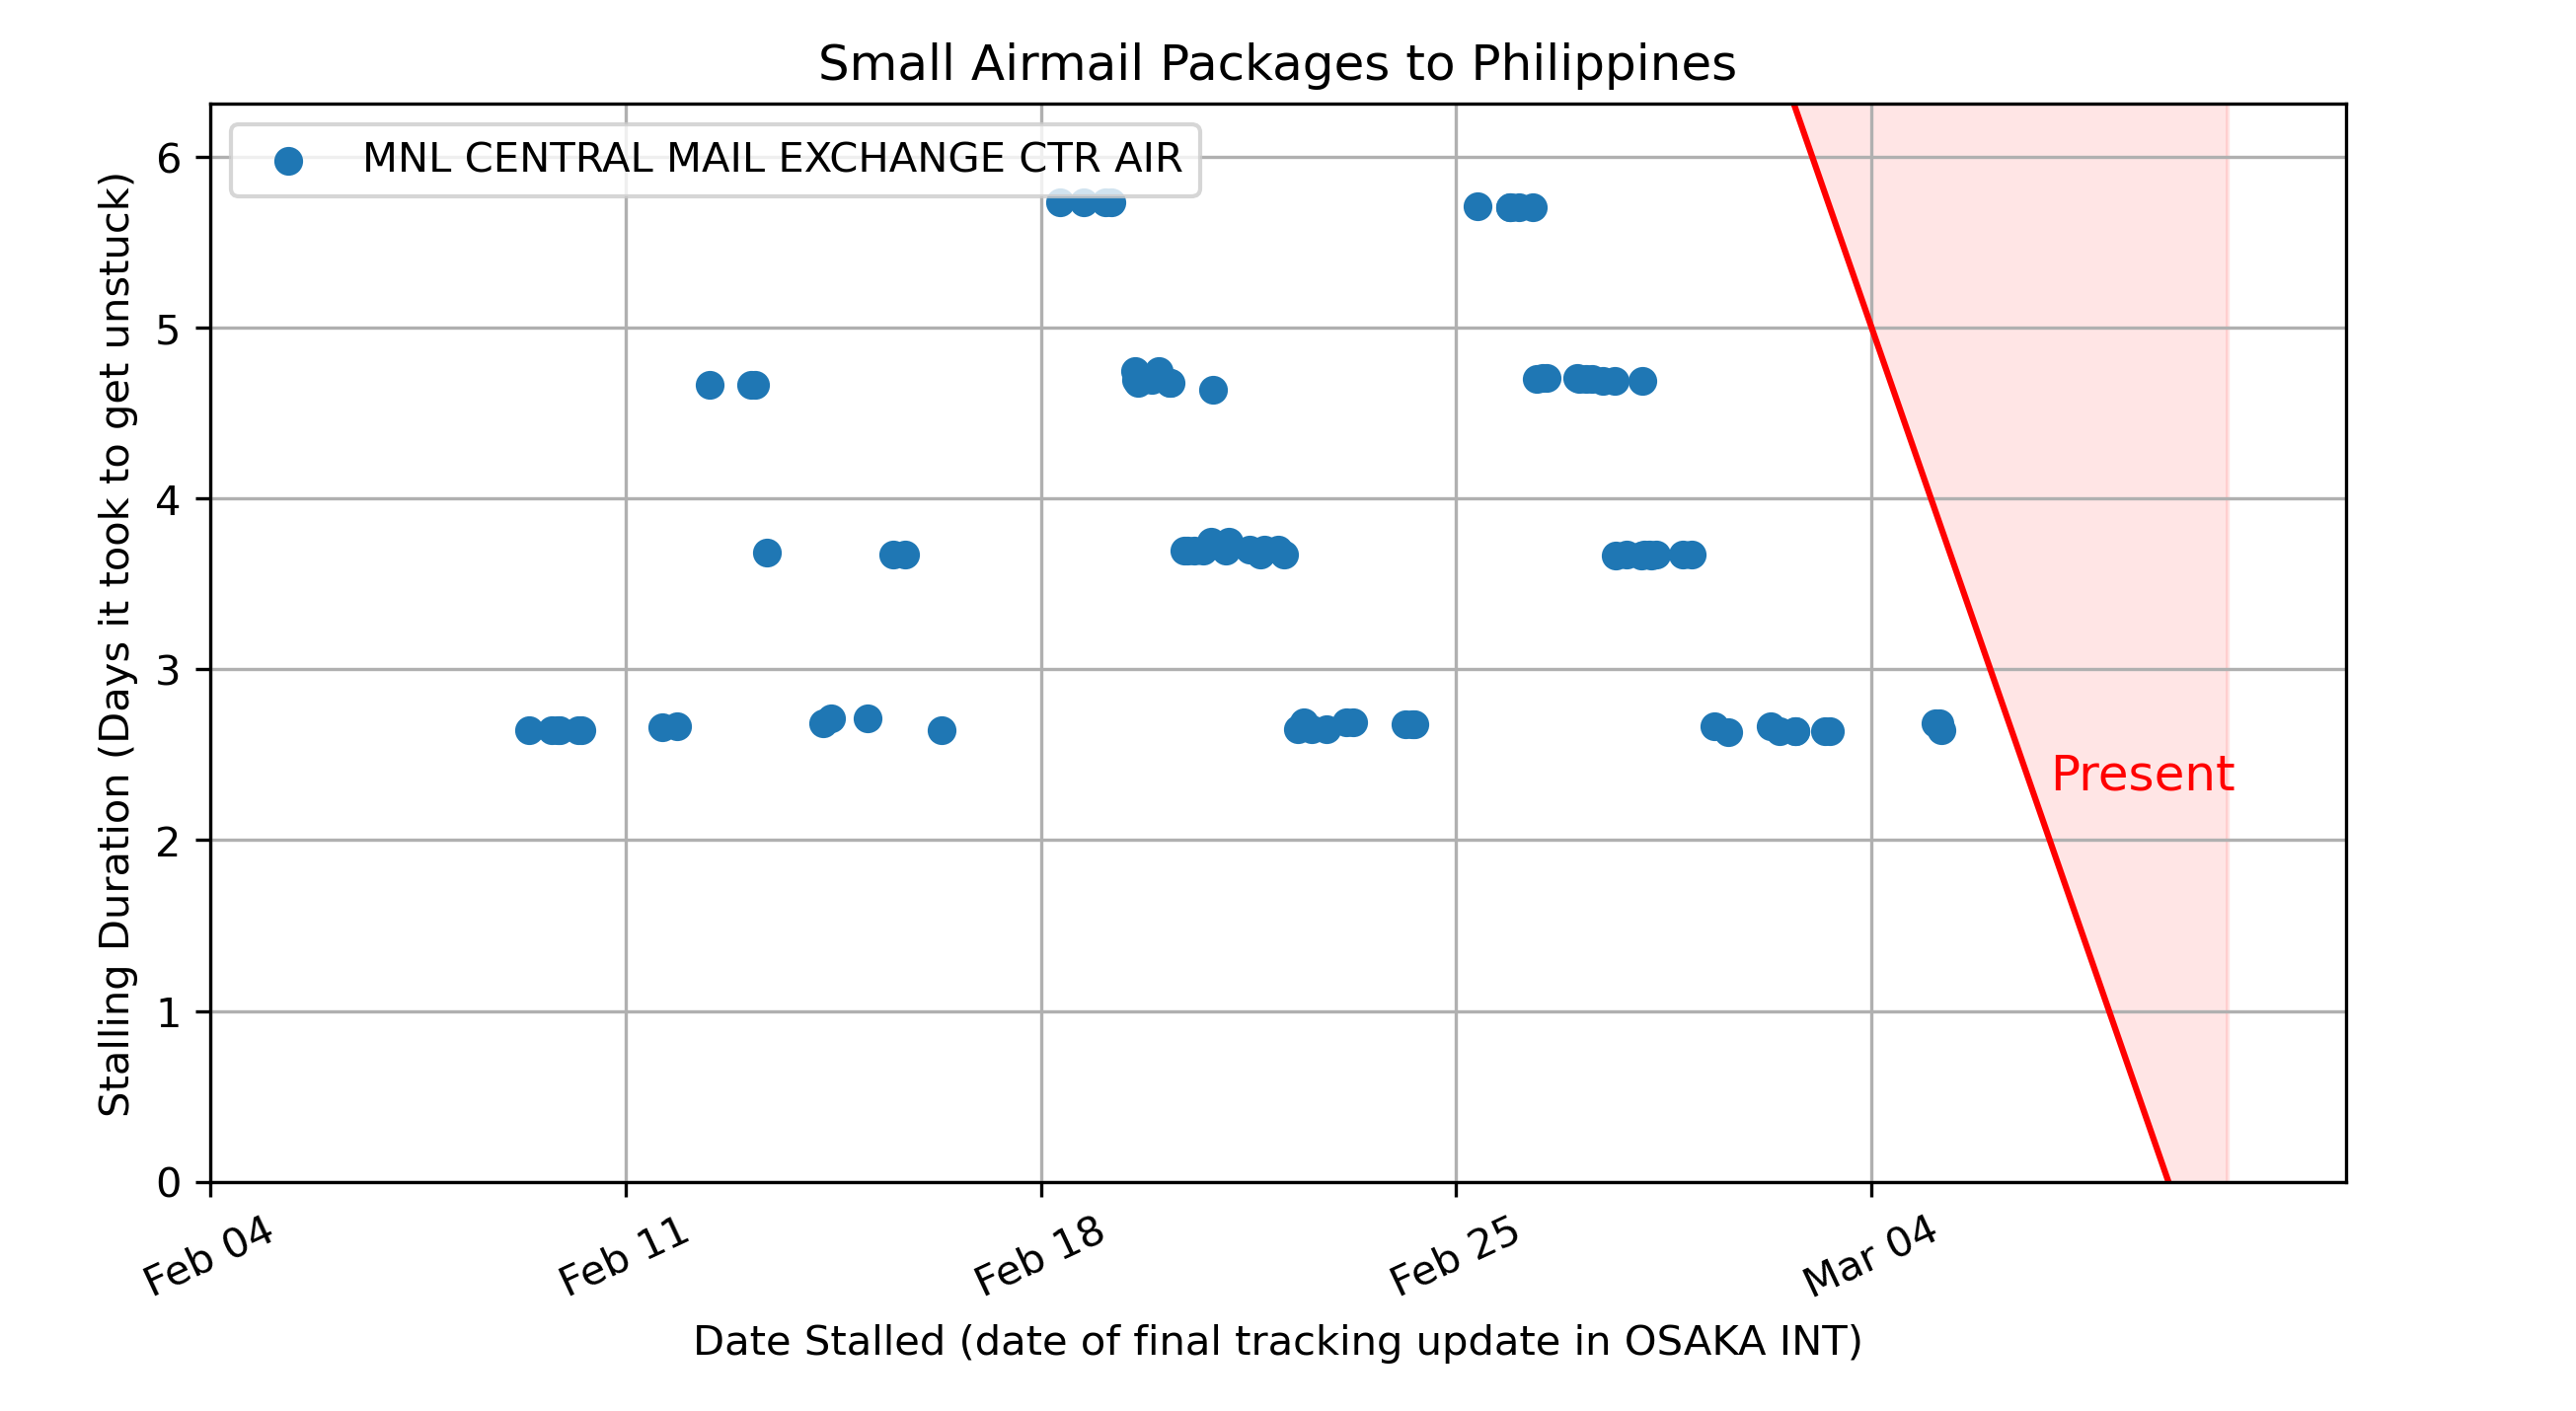 Small Airmail Packages to Philippines
MNL CENTRAL MAIL EXCHANGE CTR AIR
Stalling Duration (Days it took to get unstuck)
6
5
4
3
2
1
0
Present
Feb 04
Feb 11
Feb 18
Feb 25
Mar 04
Date Stalled (date of final tracking update in OSAKA INT)